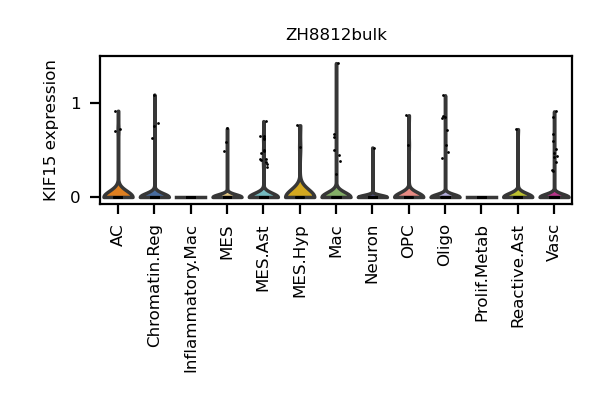 ZH8812bulk
KIF15 expression
1
0
AC
Chromatin.Reg
Inflammatory.Mac
MES
MES.Ast
MES.Hyp
Mac
Neuron
OPC
Oligo
Prolif.Metab
Reactive.Ast
Vasc